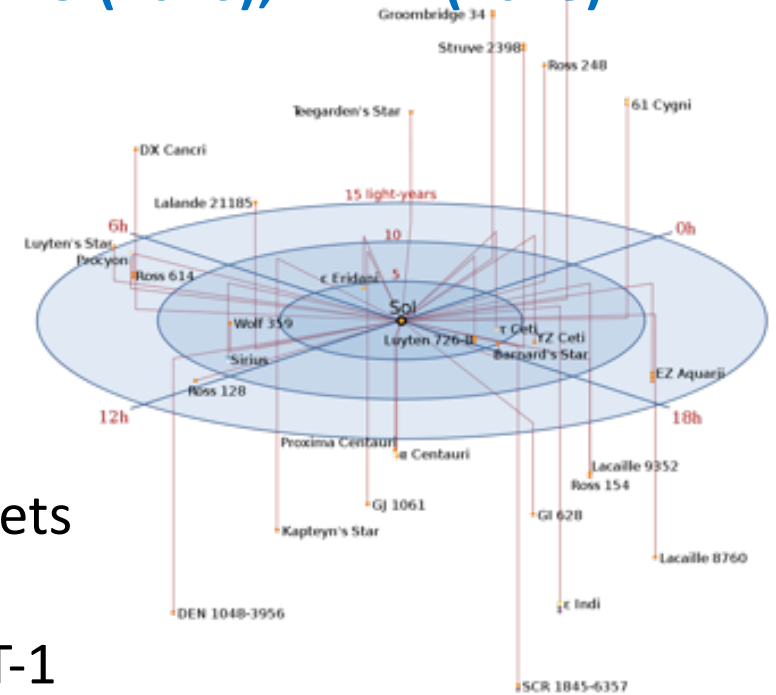 Groombridge 34
Struve 2398
Ross 248
61 Cygni
Teegarden's Star
DX Cancri
15 light-years
Lalande 21185
6h
0h
10
Luyten's Star
Procyon
Ross 614
ε Eridani
5
Sol
Wolf 359
τ Ceti
YZ Ceti
Luyten 726-8
Barnard's Star
Sirius
EZ Aquarii
Ross 128
12h
18h
Proxima Centauri
α Centauri
Lacaille 9352
Ross 154
GJ 1061
ets
Gl 628
Kapteyn's Star
Lacaille 8760
ε Indi
DEN 1048-3956
T-1
SCR 1845-6357